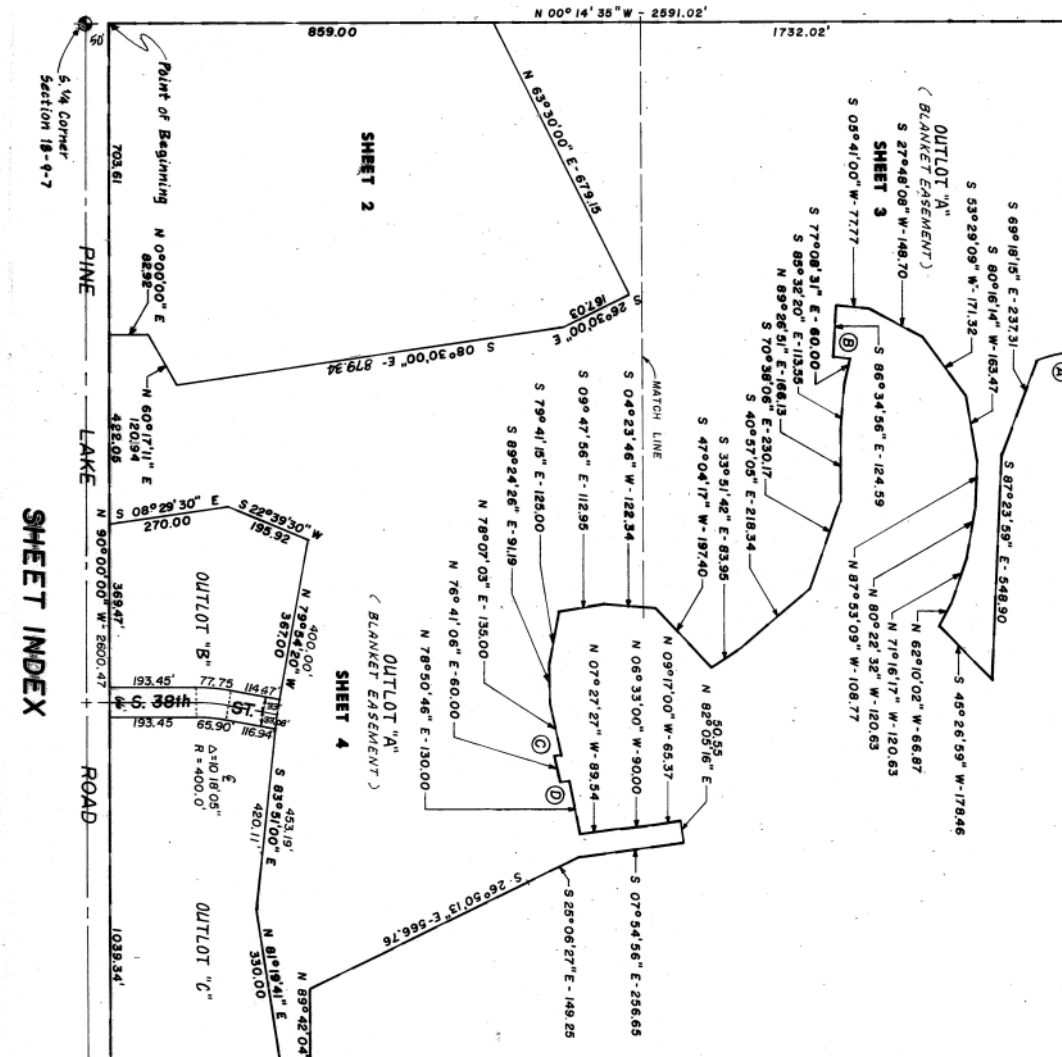 N 00° 14' 35" W - 2591.02'
859.00
1732.02'
50'
Point of Beginning
S. 1/4 Corner
Section 18-9-7
703.61
N 0°00'00" E
82.92
N 60°17'11" E
120.94
422.05
PINE LAKE ROAD
N 90°00'00" W - 2600.47
SHEET INDEX
SHEET 2
N 63°30'00" E - 679.15
S 26°30'00" E
167.03
S 08°30'00" E - 879.34
MATCH LINE
OUTLOT "A"
( BLANKET EASEMENT )
SHEET 3
S 05°41'00" W - 77.77
S 27°48'08" W - 148.70
S 53°29'09" W - 171.32
S 80°16'14" W - 163.47
S 69°18'15" E - 237.31
A
S 87°23'59" E - 548.90
S 77°08'31" E - 60.00
S 85°32'20" E - 113.55
N 89°26'51" E - 166.13
S 70°38'06" E - 230.17
S 40°57'05" E - 218.34
S 33°51'42" E - 83.95
S 47°04'17" W - 197.40
B
S 86°34'56" E - 124.59
N 87°53'09" W - 108.77
N 80°22'32" W - 120.63
N 71°16'17" W - 120.63
N 62°10'02" W - 66.87
S 45°26'59" W - 178.46
S 04°23'46" W - 122.34
S 09°47'56" E - 112.95
S 79°41'15" E - 125.00
S 89°24'26" E - 91.19
N 78°07'03" E - 135.00
N 76°41'06" E - 60.00
N 78°50'46" E - 130.00
C
D
N 07°27'27" W - 89.54
N 06°33'00" W - 90.00
N 09°17'00" W - 65.37
N 82°05'16" E
50.55
S 07°54'56" E - 256.65
S 25°06'27" E - 149.25
S 26°50'13" E - 566.76
OUTLOT "A"
( BLANKET EASEMENT )
SHEET 4
S 08°29'30" E
270.00
S 22°39'30" W
195.92
400.00'
N 79°54'20" W
367.00
OUTLOT "B"
369.47'
193.45' 77.75 114.47
S. 38th ST.
193.45 65.90' 116.94
Δ=10 18'05"
R = 400.0'
453.19'
S 83°51'00" E
420.11'
OUTLOT "C"
N 81°19'41" E
330.00
1039.34'
N 89°42'04"